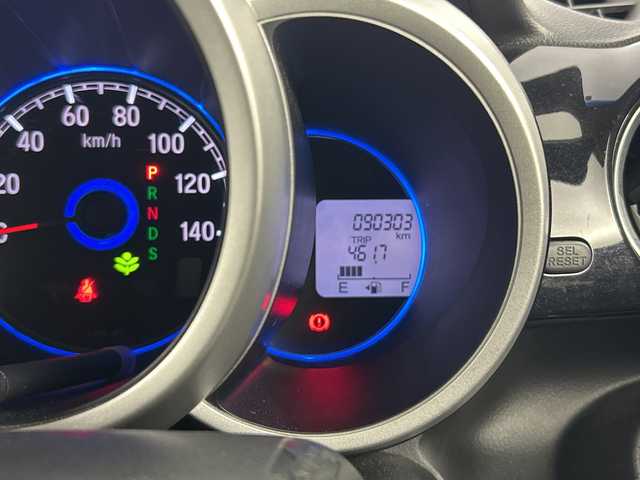 20
40
60
80
100
120
140
km/h
P
R
N
D
S
090303
km
TRIP
461.7
E F
SEL
RESET